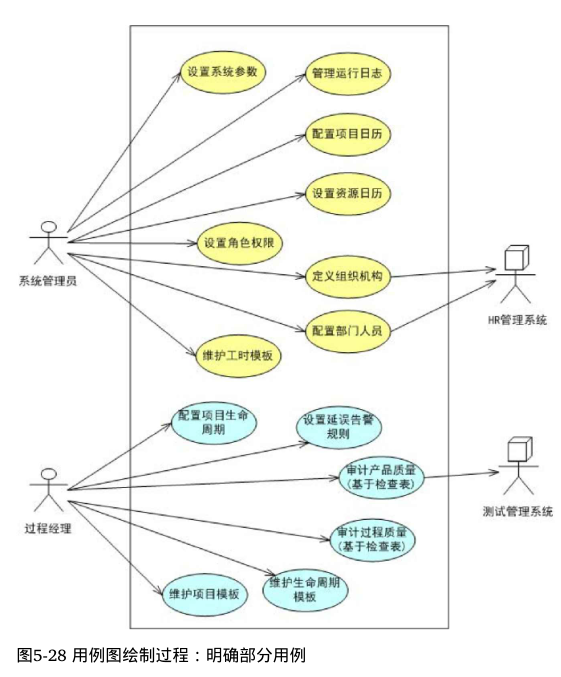 设置系统参数
管理运行日志
配置项目日历
设置资源日历
设置角色权限
系统管理员
定义组织机构
HR管理系统
配置部门人员
维护工时模板
配置项目生命
周期
设置延误告警
规则
审计产品质量
(基于检查表)
测试管理系统
过程经理
审计过程质量
(基于检查表)
维护项目模板
维护生命周期
模板
图5-28 用例图绘制过程：明确部分用例